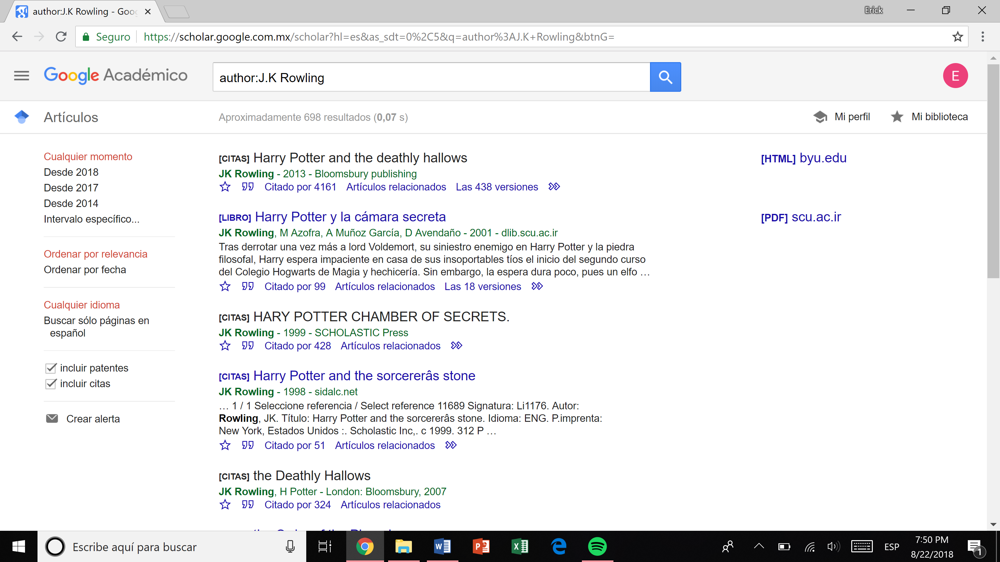 author:J.K Rowling - Goo
Erick
Seguro
https://scholar.google.com.mx/scholar?hl=es&as_sdt=0%2C5&q=author%3AJ.K+Rowling&btnG=
Google Académico
author:J.K Rowling
E
Artículos
Aproximadamente 698 resultados (0,07 s)
Mi perfil
Mi biblioteca
Cualquier momento
Desde 2018
Desde 2017
Desde 2014
Intervalo específico...
Ordenar por relevancia
Ordenar por fecha
Cualquier idioma
Buscar sólo páginas en
español
incluir patentes
incluir citas
Crear alerta
[CITAS] Harry Potter and the deathly hallows
JK Rowling - 2013 - Bloomsbury publishing
Citado por 4161 Artículos relacionados Las 438 versiones
[HTML] byu.edu
[LIBRO] Harry Potter y la cámara secreta
JK Rowling, M Azofra, A Muñoz García, D Avendaño - 2001 - dlib.scu.ac.ir
Tras derrotar una vez más a lord Voldemort, su siniestro enemigo en Harry Potter y la piedra
filosofal, Harry espera impaciente en casa de sus insoportables tíos el inicio del segundo curso
del Colegio Hogwarts de Magia y hechicería. Sin embargo, la espera dura poco, pues un elfo …
Citado por 99 Artículos relacionados Las 18 versiones
[PDF] scu.ac.ir
[CITAS] HARY POTTER CHAMBER OF SECRETS.
JK Rowling - 1999 - SCHOLASTIC Press
Citado por 428 Artículos relacionados
[CITAS] Harry Potter and the sorcererâs stone
JK Rowling - 1998 - sidalc.net
… 1 / 1 Seleccione referencia / Select reference 11689 Signatura: Li1176. Autor:
Rowling, JK. Título: Harry Potter and the sorcererâs stone. Idioma: ENG. P.imprenta:
New York, Estados Unidos :. Scholastic Inc,. c 1999. 312 P …
Citado por 51 Artículos relacionados
[CITAS] the Deathly Hallows
JK Rowling, H Potter - London: Bloomsbury, 2007
Citado por 324 Artículos relacionados
Escribe aquí para buscar
ESP
7:50 PM
8/22/2018
1